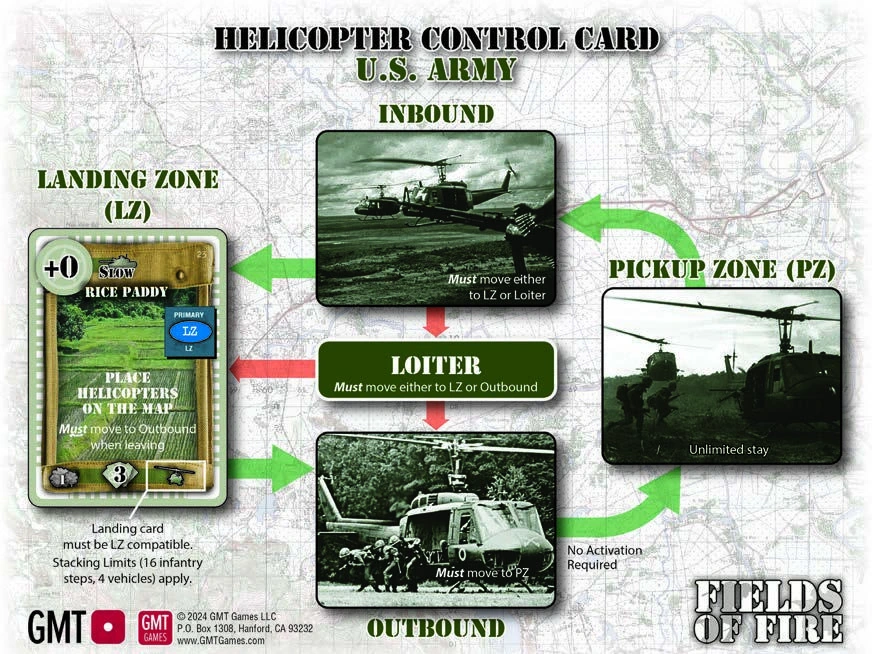 HELICOPTER CONTROL CARD
U.S. ARMY
INBOUND
Must move either
to LZ or Loiter
LANDING ZONE
(LZ)
+0
SLOW
25
RICE PADDY
PRIMARY
LZ
LZ
PLACE
HELICOPTERS
ON THE MAP
Must move to Outbound
when leaving
1
3
Landing card
must be LZ compatible.
Stacking Limits (16 infantry
steps, 4 vehicles) apply.
LOITER
Must move either to LZ or Outbound
PICKUP ZONE (PZ)
Unlimited stay
Must move to PZ
OUTBOUND
No Activation
Required
GMT
GMT
GAMES
© 2024 GMT Games LLC
P.O. Box 1308, Hanford, CA 93232
www.GMTGames.com
FIELDS
OF FIRE